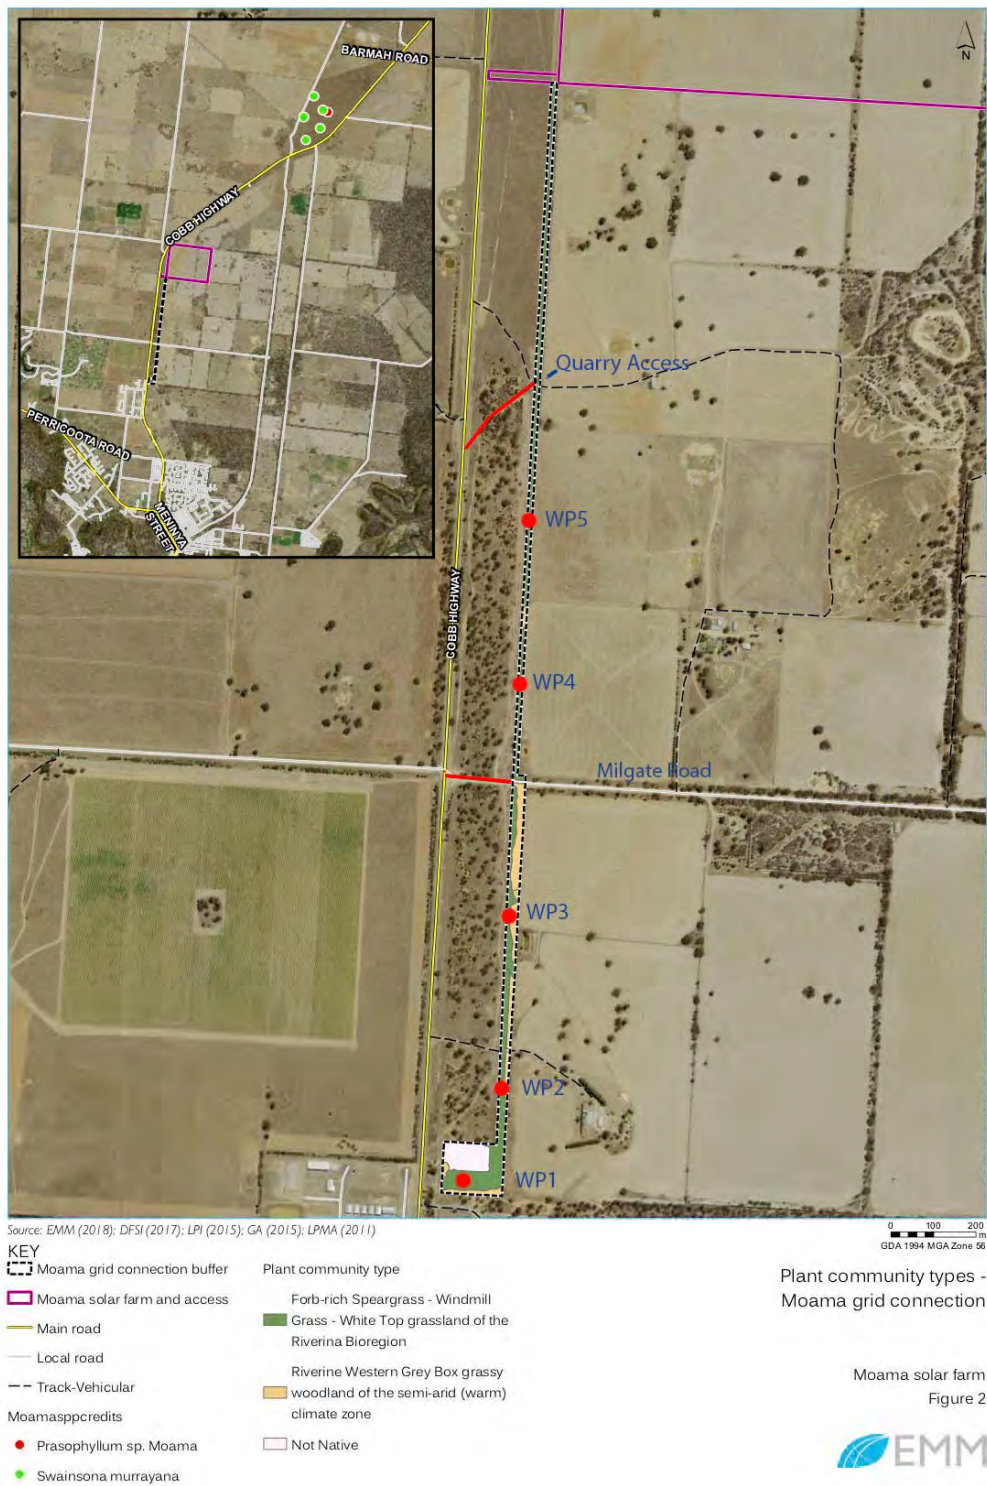 BARMAH ROAD
N
COBB HIGHWAY
PERRICOOTA ROAD
MENINYA
STREET
Quarry Access
WP5
COBB HIGHWAY
WP4
Milgate Road
WP3
WP2
WP1
Source: EMM (2018); DFSI (2017); LPI (2015); GA (2015); LPMA (2011)
0 100 200
m
GDA 1994 MGA Zone 56
KEY
Moama grid connection buffer
Moama solar farm and access
Main road
Local road
Track-Vehicular
Moamasppcredits
Prasophyllum sp. Moama
Swainsona murrayana
Plant community type
Forb-rich Speargrass - Windmill
Grass - White Top grassland of the
Riverina Bioregion
Riverine Western Grey Box grassy
woodland of the semi-arid (warm)
climate zone
Not Native
Plant community types -
Moama grid connection
Moama solar farm
Figure 2
EMM